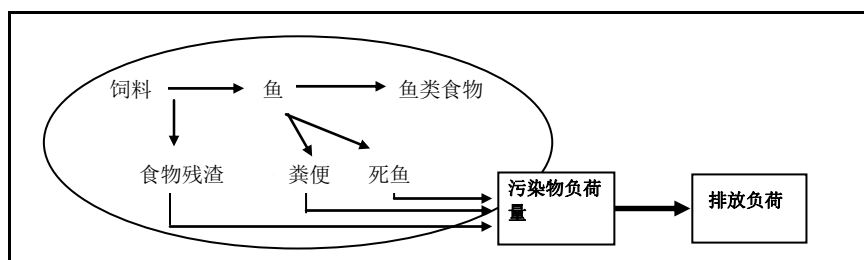 饲料 鱼 鱼类食物
食物残渣 粪便 死鱼
污染物负荷
量
排放负荷